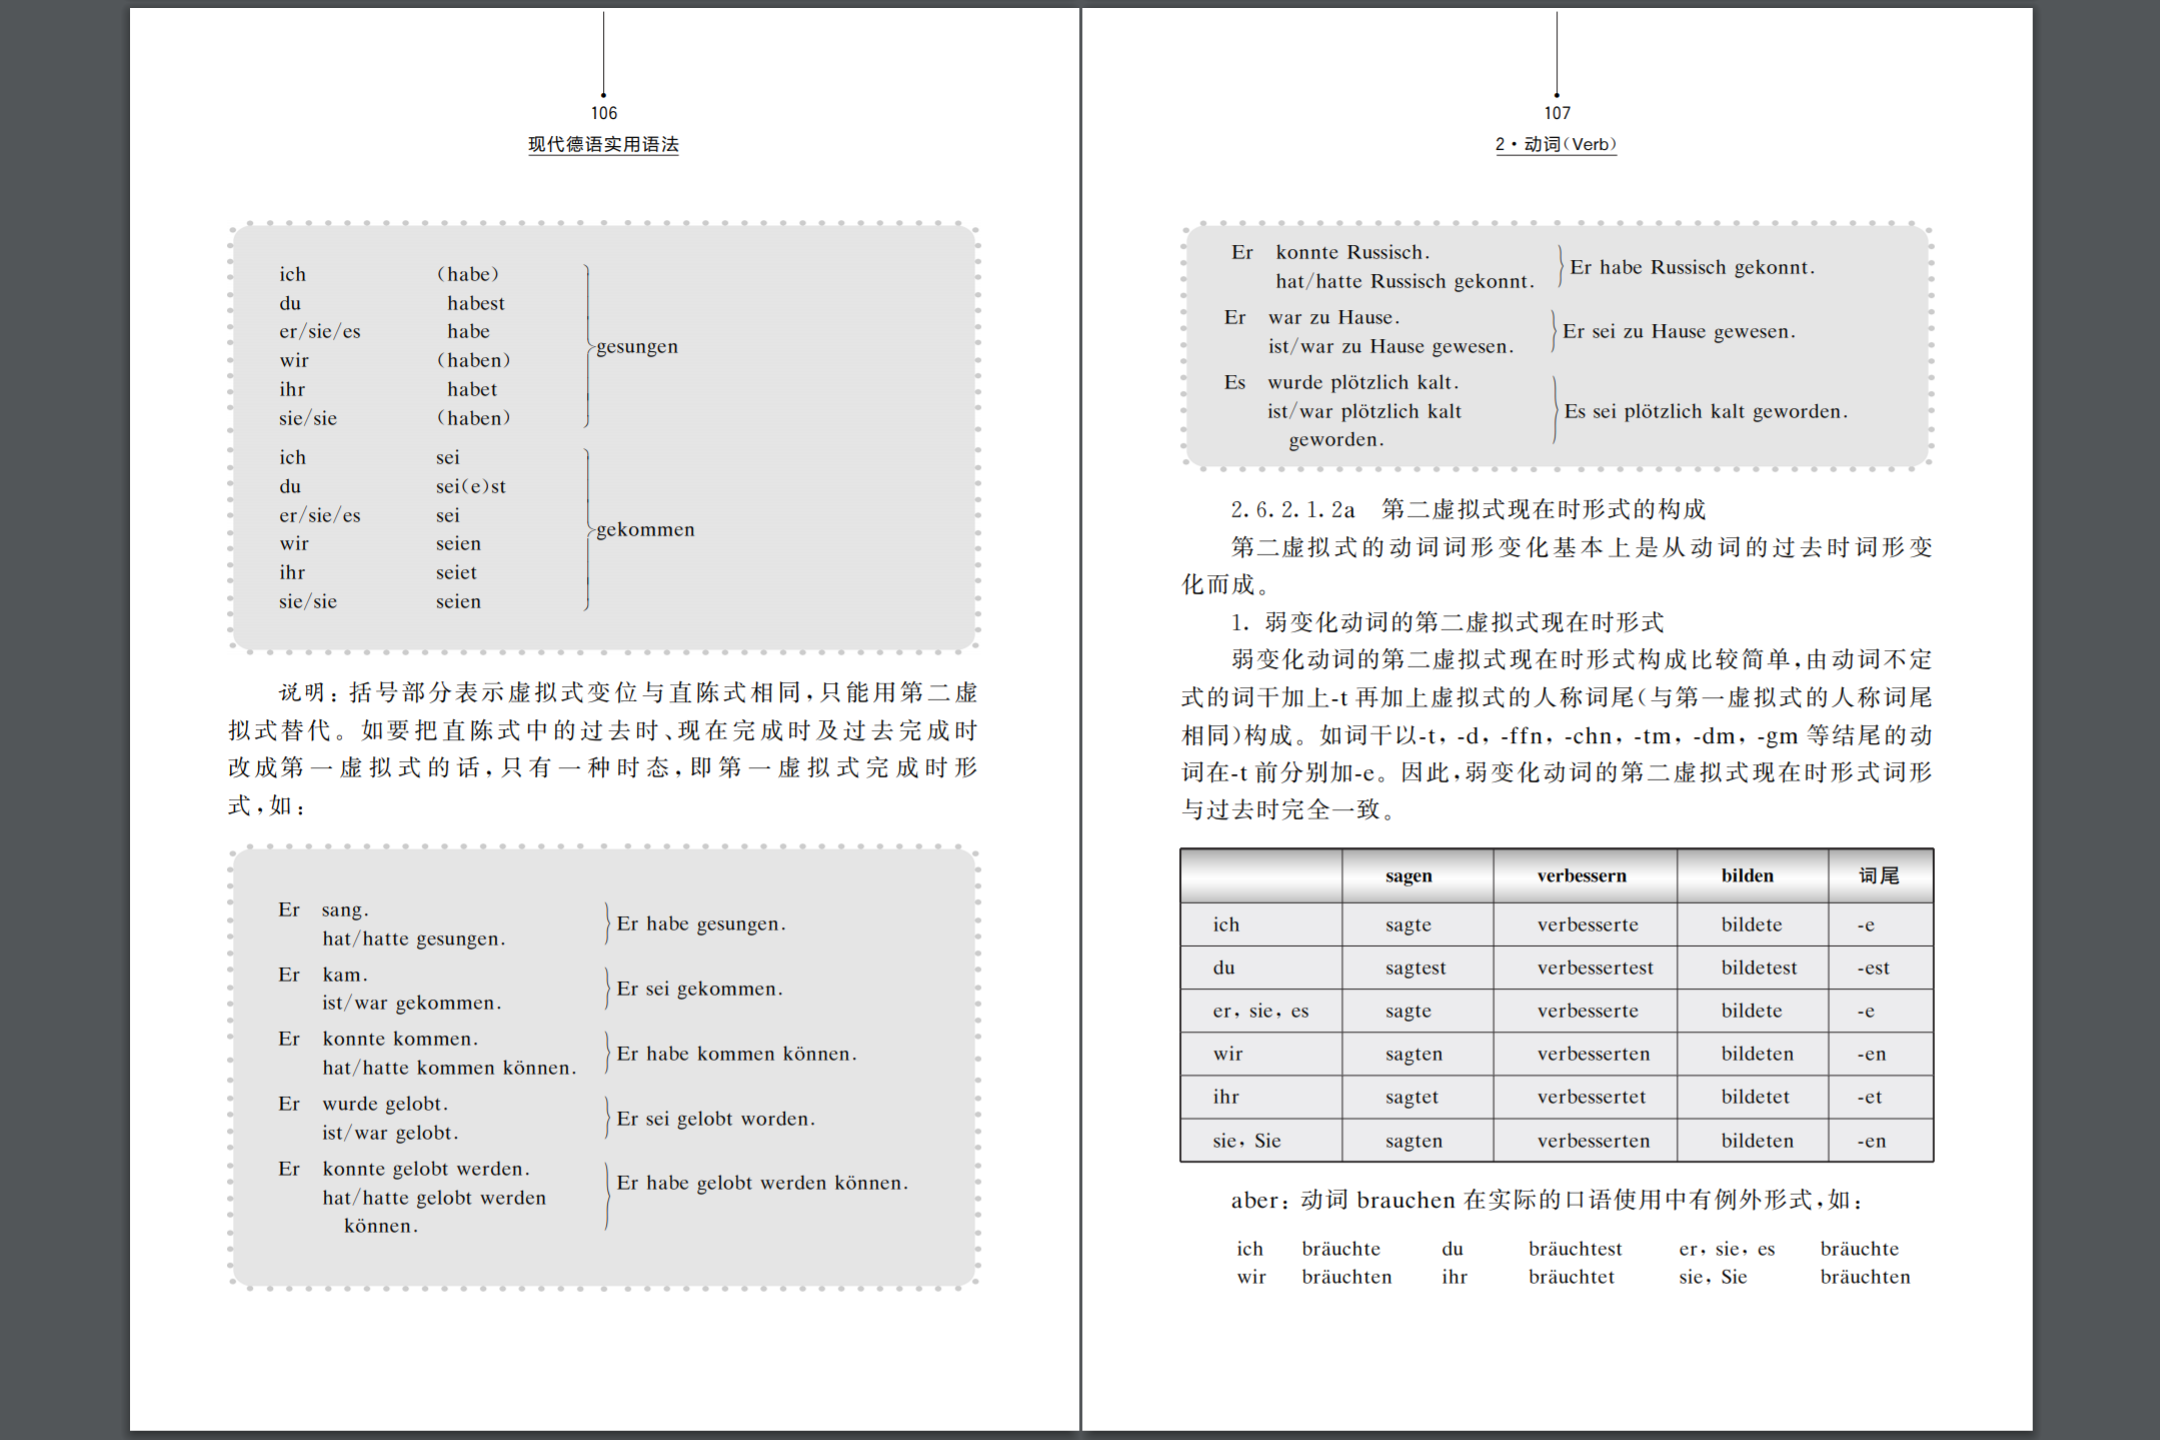 106
现代德语实用语法
ich (habe)
du habest
er/sie/es habe
wir (haben)
gesungen
ihr habet
sie/sie (haben)
ich sei
du sei(e)st
er/sie/es sei
wir seien
gekommen
ihr seiet
sie/sie seien
说明：括号部分表示虚拟式变位与直陈式相同，只能用第二虚
拟式替代。如要把直陈式中的过去时、现在完成时及过去完成时
改成第一虚拟式的话，只有一种时态，即第一虚拟式完成时形
式，如：
Er sang.
hat/hatte gesungen.
Er habe gesungen.
Er kam.
ist/war gekommen.
Er sei gekommen.
Er konnte kommen.
hat/hatte kommen können.
Er habe kommen können.
Er wurde gelobt.
ist/war gelobt.
Er sei gelobt worden.
Er konnte gelobt werden.
hat/hatte gelobt werden
können.
Er habe gelobt werden können.
107
2·动词(Verb)
Er konnte Russisch.
hat/hatte Russisch gekonnt.
Er habe Russisch gekonnt.
Er war zu Hause.
ist/war zu Hause gewesen.
Er sei zu Hause gewesen.
Es wurde plötzlich kalt.
ist/war plötzlich kalt
geworden.
Es sei plötzlich kalt geworden.
2.6.2.1.2a 第二虚拟式现在时形式的构成
第二虚拟式的动词词形变化基本上是从动词的过去时词形变
化而成。
1. 弱变化动词的第二虚拟式现在时形式
弱变化动词的第二虚拟式现在时形式构成比较简单，由动词不定
式的词干加上-t 再加上虚拟式的人称词尾（与第一虚拟式的人称词尾
相同）构成。如词干以-t，-d，-ffn，-chn，-tm，-dm，-gm 等结尾的动
词在-t 前分别加-e。因此，弱变化动词的第二虚拟式现在时形式词形
与过去时完全一致。
sagen verbessern bilden 词尾
ich sagte verbesserte bildete -e
du sagtest verbessertest bildetest -est
er，sie，es sagte verbesserte bildete -e
wir sagten verbesserten bildeten -en
ihr sagtet verbessertet bildetet -et
sie，Sie sagten verbesserten bildeten -en
aber：动词 brauchen 在实际的口语使用中有例外形式，如：
ich bräuchte du bräuchtest er，sie，es bräuchte
wir bräuchten ihr bräuchtet sie，Sie bräuchten